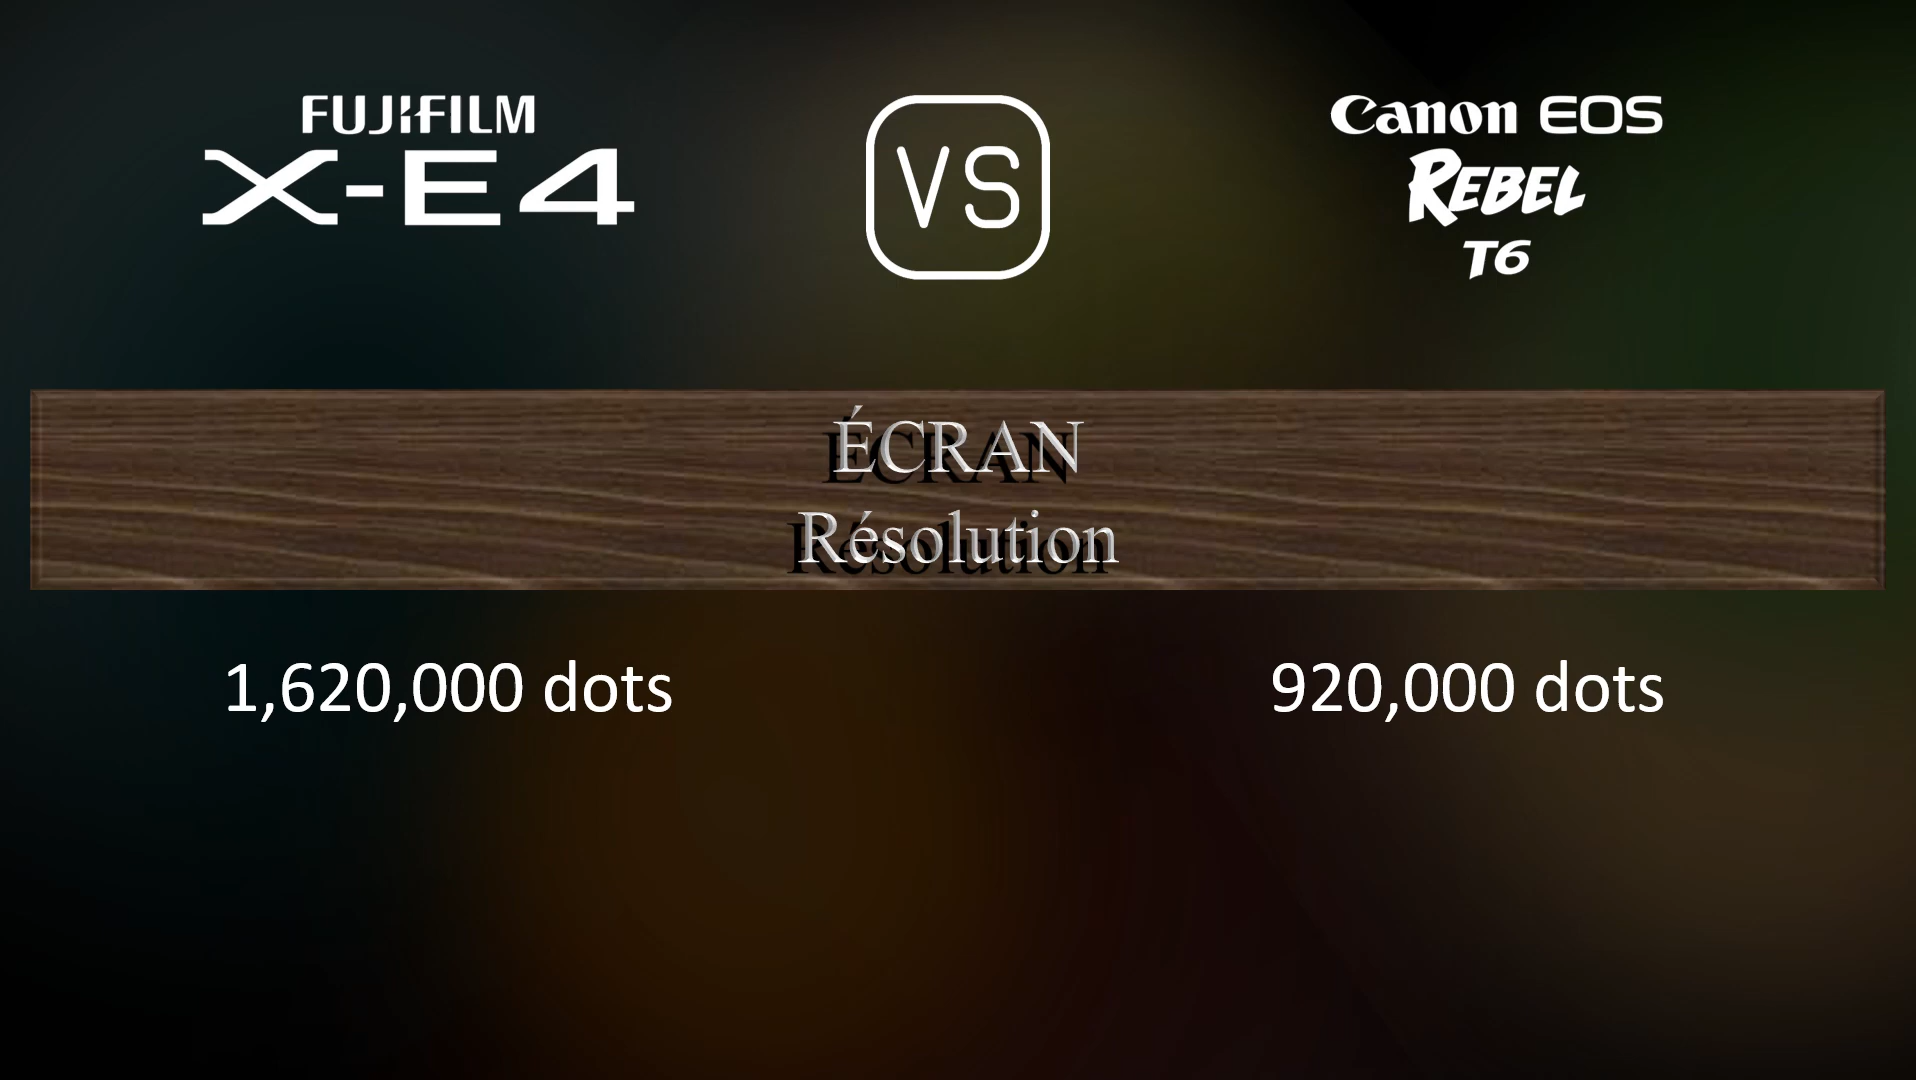 FUJIFILM
X-E4
VS
Canon EOS
REBEL
T6
ÉCRAN
Résolution
1,620,000 dots
920,000 dots